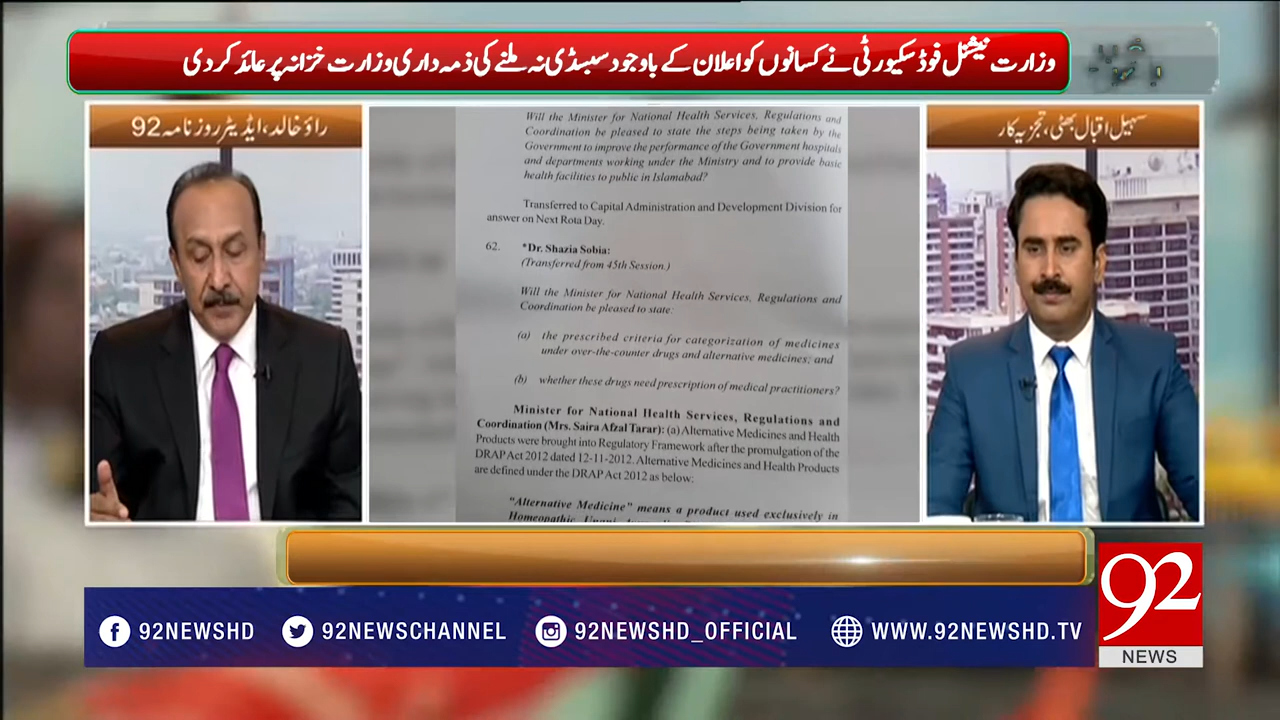 وزارت نیشنل فوڈ سکیورٹی نے کسانوں کو اعلان کے باوجود سبسڈی نہ ملنے کی ذمہ داری وزارت خزانہ پر عائد کر دی
راؤ خالد، ایڈیٹر روزنامہ 92
Will the Minister for National Health Services, Regulations and
Coordination be pleased to state the steps being taken by the
Government to improve the performance of the Government hospitals
and departments working under the Ministry and to provide basic
health facilities to public in Islamabad?
Transferred to Capital Administration and Development Division for
answer on Next Rota Day.
62. *Dr. Shazia Sobia:
(Transferred from 45th Session.)
Will the Minister for National Health Services, Regulations and
Coordination be pleased to state:
(a) the prescribed criteria for categorization of medicines
under over-the-counter drugs and alternative medicines; and
(b) whether these drugs need prescription of medical practitioners?
Minister for National Health Services, Regulations and
Coordination (Mrs. Saira Afzal Tarar): (a) Alternative Medicines and Health
Products were brought into Regulatory Framework after the promulgation of the
DRAP Act 2012 dated 12-11-2012. Alternative Medicines and Health Products
are defined under the DRAP Act 2012 as below:
"Alternative Medicine" means a product used exclusively in
Homeopathic, Unani,
سہیل اقبال بھٹی، تجزیہ کار
92NEWSHD 92NEWSCHANNEL 92NEWSHD_OFFICIAL WWW.92NEWSHD.TV
92
NEWS